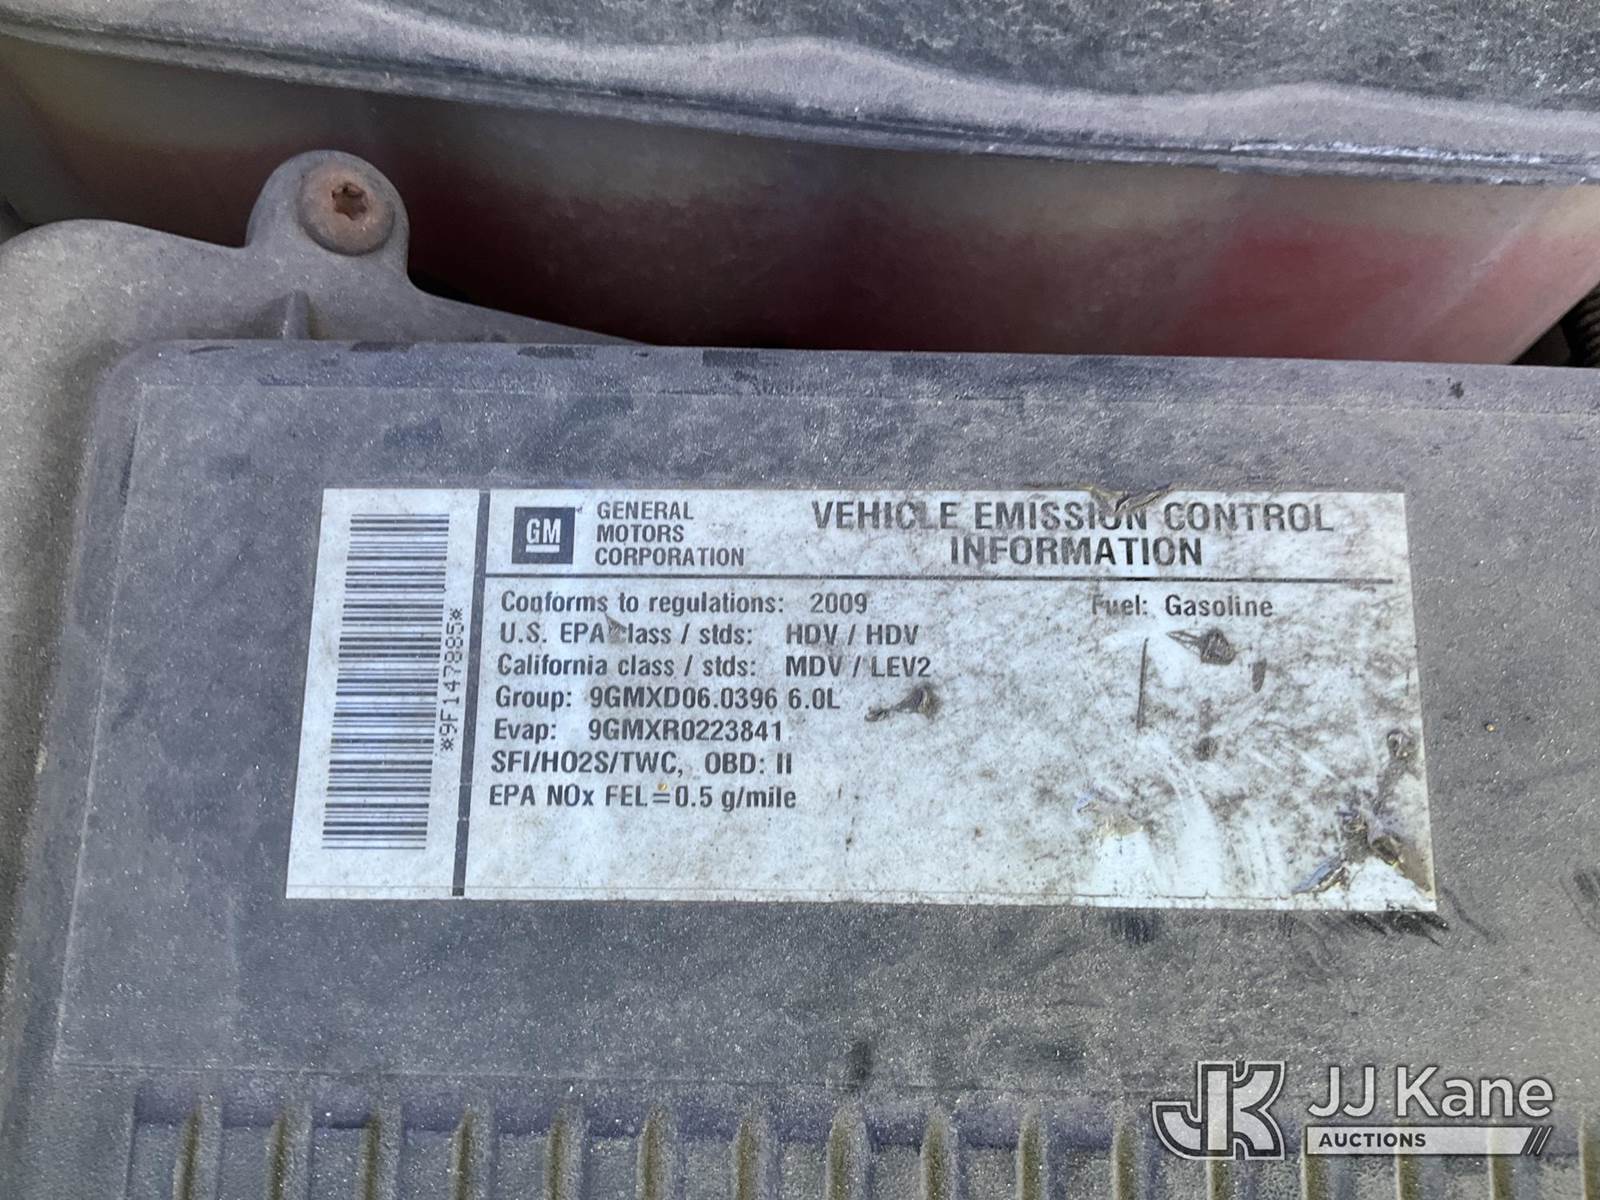 GM
GENERAL
MOTORS
CORPORATION
VEHICLE EMISSION CONTROL
INFORMATION
Conforms to regulations: 2009 Fuel: Gasoline
U.S. EPA class / stds: HDV / HDV
California class / stds: MDV / LEV2
Group: 9GMXD06.0396 6.0L
Evap: 9GMXR0223841
SFI/HO2S/TWC, OBD: II
EPA NOx FEL=0.5 g/mile
*9F147885*
JK JJ Kane
AUCTIONS